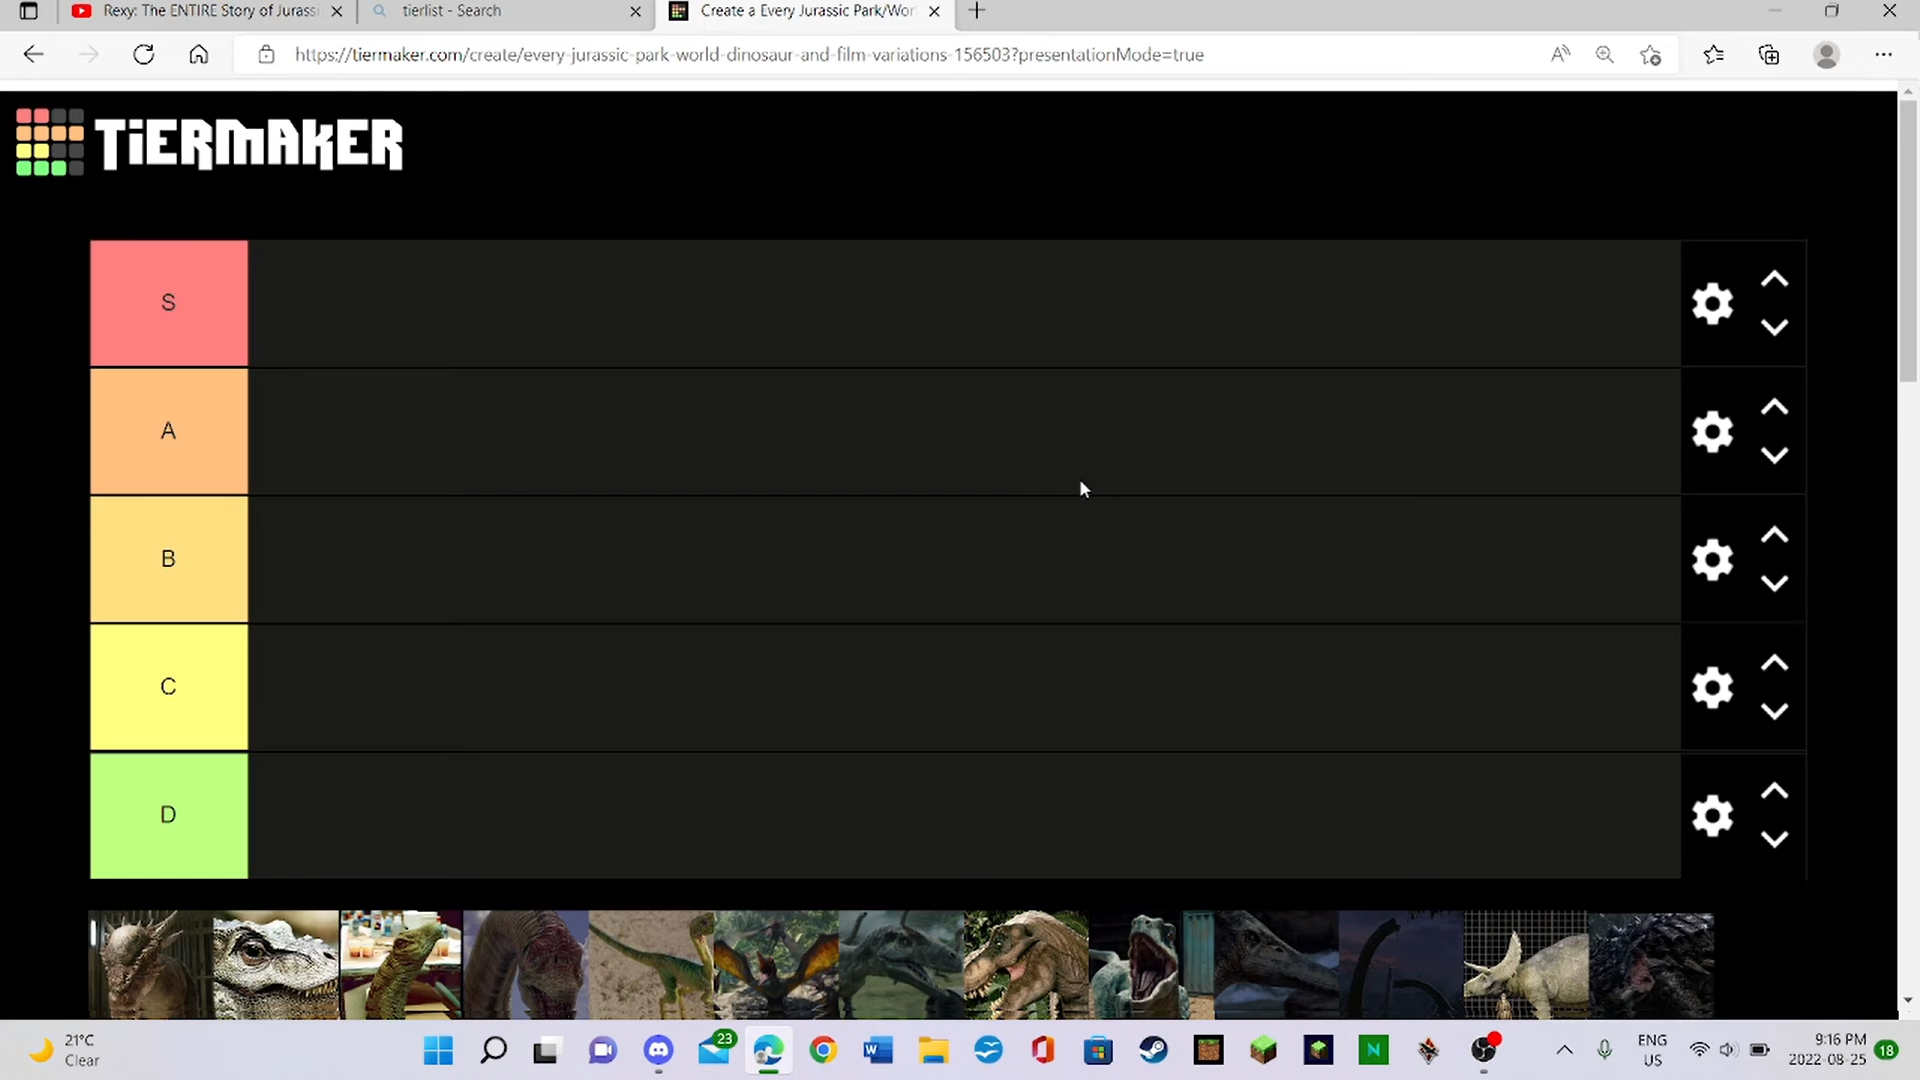 Rexy: The ENTIRE Story of Jurassi
tierlist - Search
Create a Every Jurassic Park/Wor
https://tiermaker.com/create/every-jurassic-park-world-dinosaur-and-film-variations-156503?presentationMode=true
TiERMAKER
S
A
B
C
D
21°C
Clear
23
W
N
ENG
US
9:16 PM
2022-08-25
18